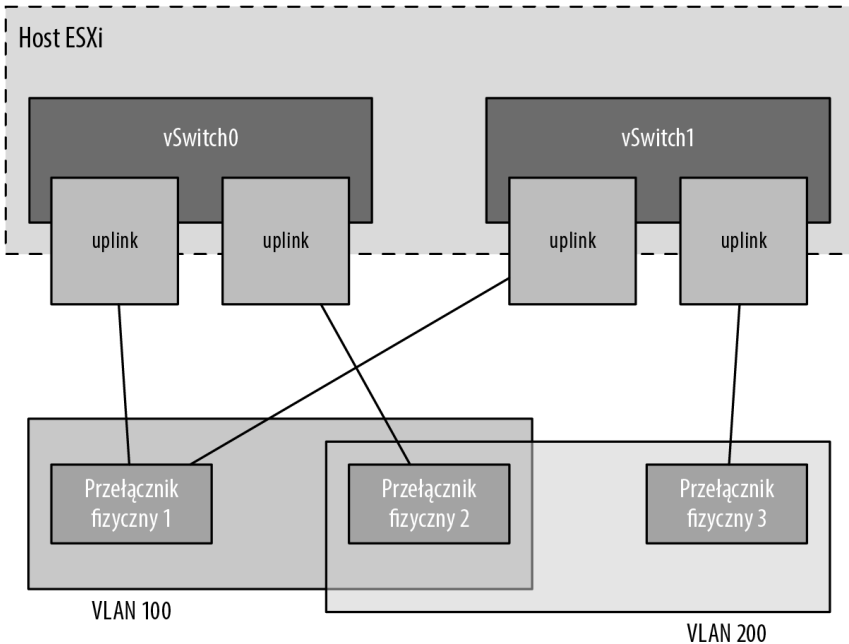 Host ESXi
vSwitch0
vSwitch1
uplink
uplink
uplink
uplink
Przełącznik
fizyczny 1
Przełącznik
fizyczny 2
Przełącznik
fizyczny 3
VLAN 100
VLAN 200